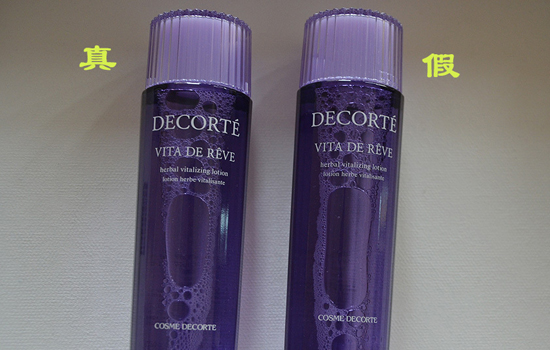 真
假
DECORTÉ
VITA DE RÊVE
herbal vitalizing lotion
lotion herbe vitalisante
COSME DECORTE
DECORTÉ
VITA DE RÊVE
herbal vitalizing lotion
lotion herbe vitalisante
COSME DECORTE